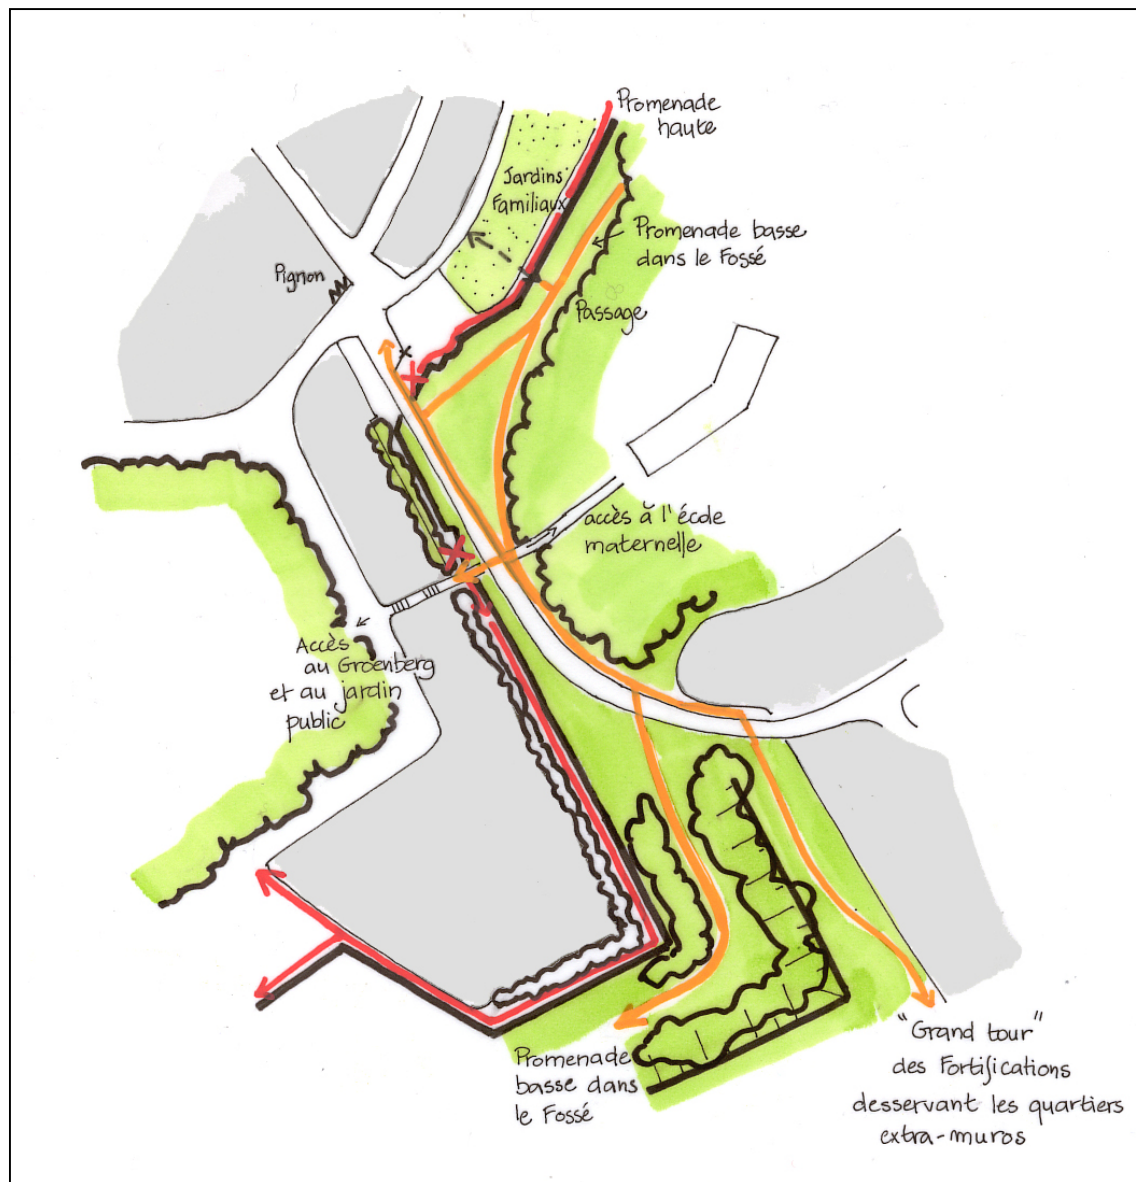 Promenade
haute
Jardins
Familiaux
Promenade basse
dans le Fossé
Pignon
Passage
accès à l'école
maternelle
Accès
au Groenberg
et au jardin
public
Promenade
basse dans
le Fossé
"Grand tour"
des Fortifications
desservant les quartiers
extra-muros